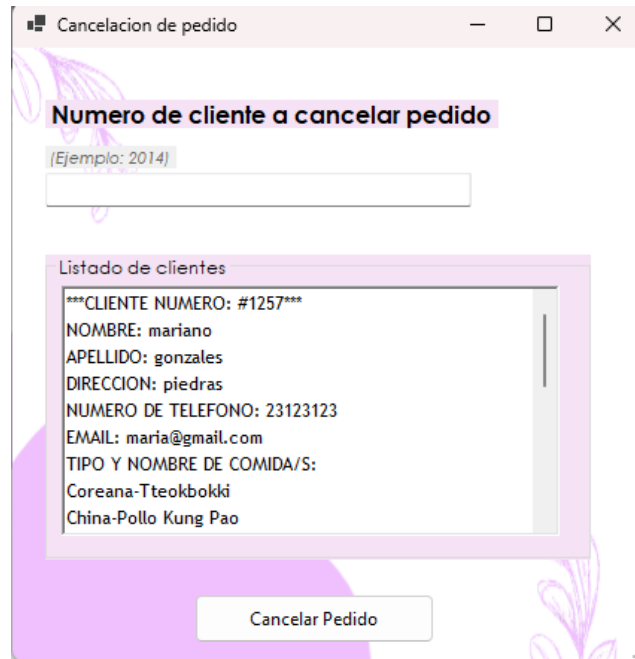 Cancelacion de pedido
Numero de cliente a cancelar pedido
(Ejemplo: 2014)
Listado de clientes
***CLIENTE NUMERO: #1257***
NOMBRE: mariano
APELLIDO: gonzales
DIRECCION: piedras
NUMERO DE TELEFONO: 23123123
EMAIL: maria@gmail.com
TIPO Y NOMBRE DE COMIDA/S:
Coreana-Tteokbokki
China-Pollo Kung Pao
Cancelar Pedido